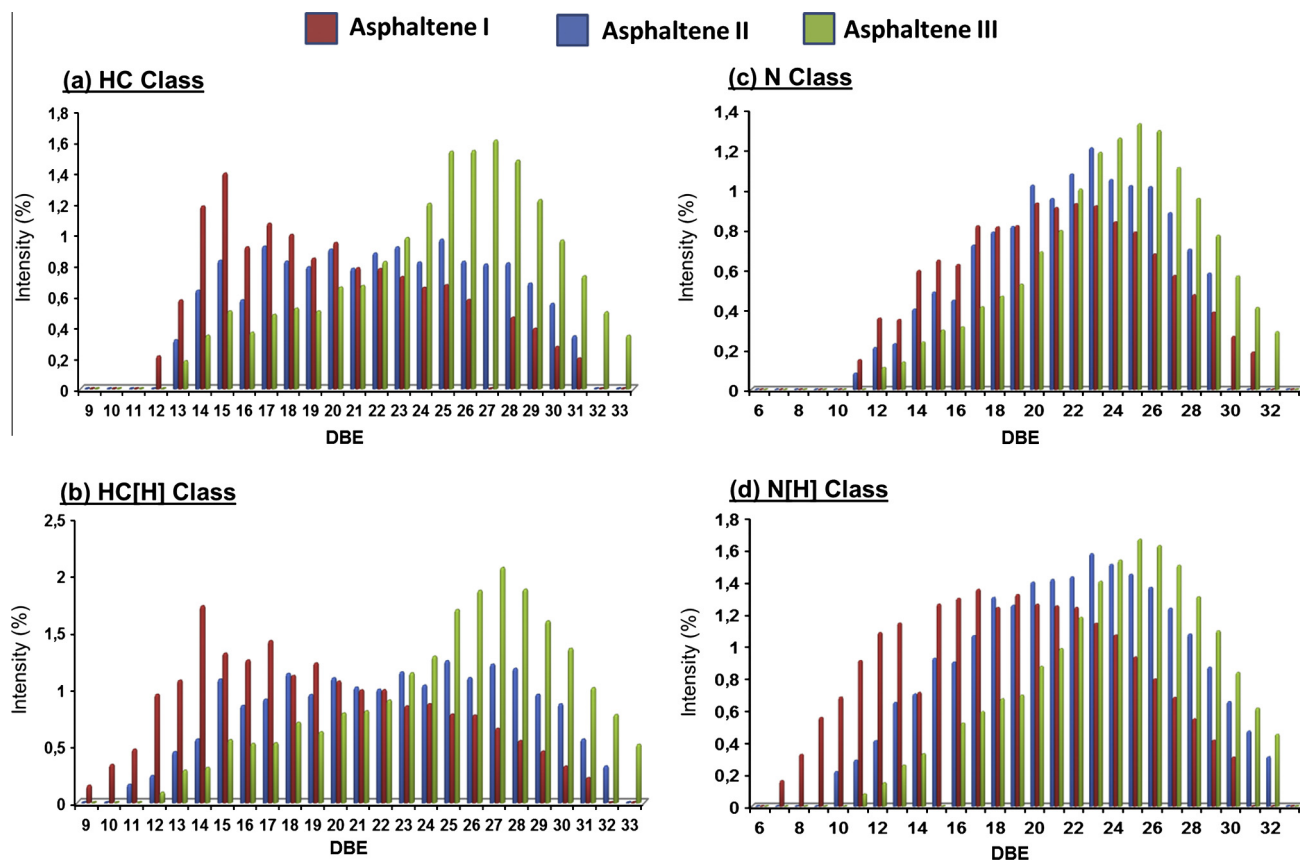 Asphaltene I
Asphaltene II
Asphaltene III
(a) HC Class
1,8
1,6
1,4
1,2
1
0,8
0,6
0,4
0,2
0
Intensity (%)
9 10 11 12 13 14 15 16 17 18 19 20 21 22 23 24 25 26 27 28 29 30 31 32 33
DBE
(c) N Class
1,4
1,2
1
0,8
0,6
0,4
0,2
0
Intensity (%)
6 8 10 12 14 16 18 20 22 24 26 28 30 32
DBE
(b) HC[H] Class
2,5
2
1,5
1
0,5
0
Intensity (%)
9 10 11 12 13 14 15 16 17 18 19 20 21 22 23 24 25 26 27 28 29 30 31 32 33
DBE
(d) N[H] Class
1,8
1,6
1,4
1,2
1
0,8
0,6
0,4
0,2
0
Intensity (%)
6 8 10 12 14 16 18 20 22 24 26 28 30 32
DBE